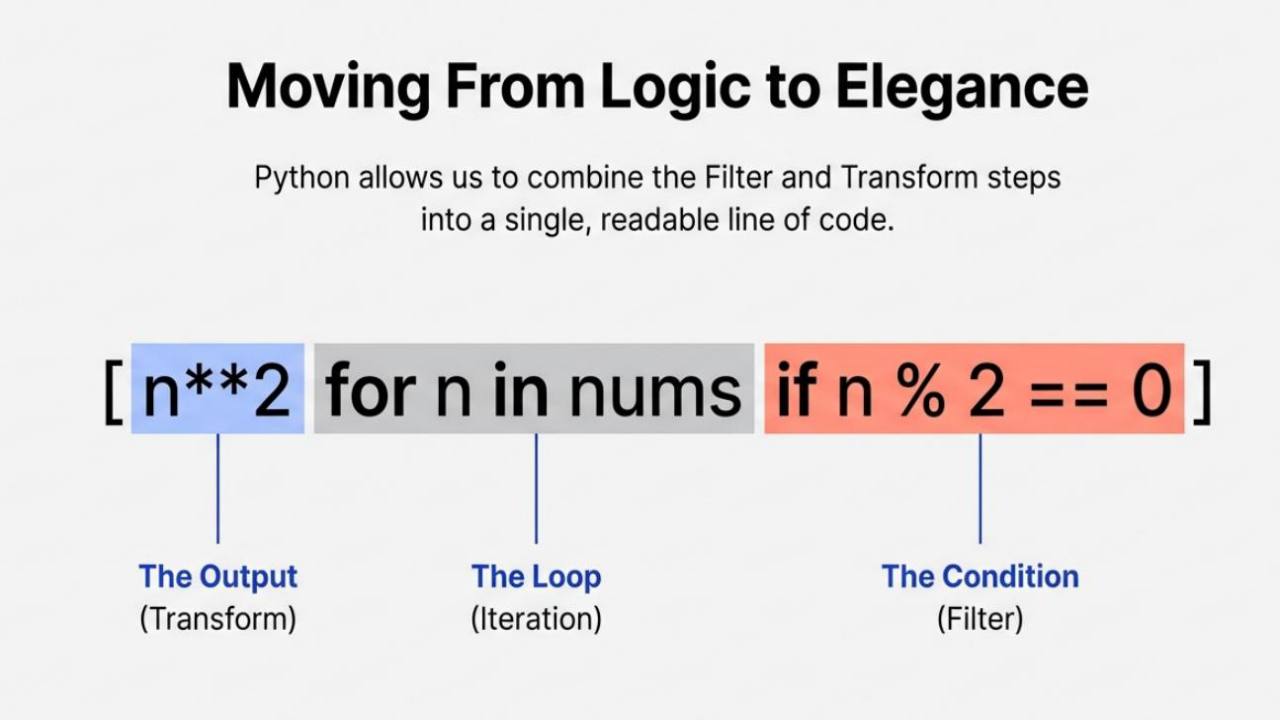 Moving From Logic to Elegance
Python allows us to combine the Filter and Transform steps
into a single, readable line of code.
[ n**2 for n in nums if n % 2 == 0 ]
The Output
(Transform)
The Loop
(Iteration)
The Condition
(Filter)